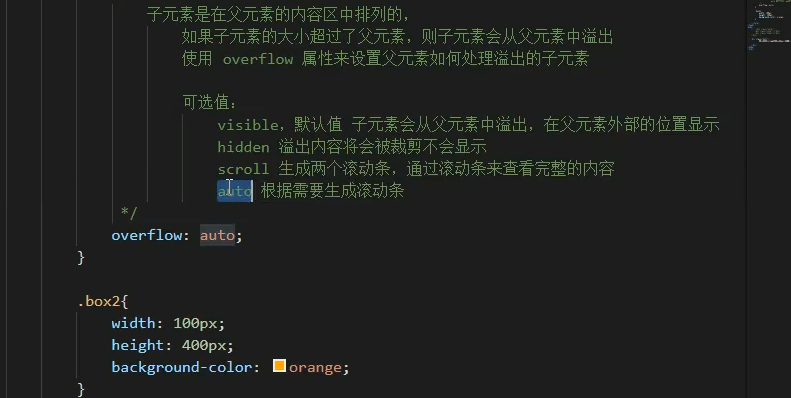 子元素是在父元素的内容区中排列的,
如果子元素的大小超过了父元素，则子元素会从父元素中溢出
使用 overflow 属性来设置父元素如何处理溢出的子元素
可选值：
visible，默认值 子元素会从父元素中溢出，在父元素外部的位置显示
hidden 溢出内容将会被裁剪不会显示
scroll 生成两个滚动条，通过滚动条来查看完整的内容
auto 根据需要生成滚动条
*/
overflow: auto;
}
.box2{
width: 100px;
height: 400px;
background-color: orange;
}